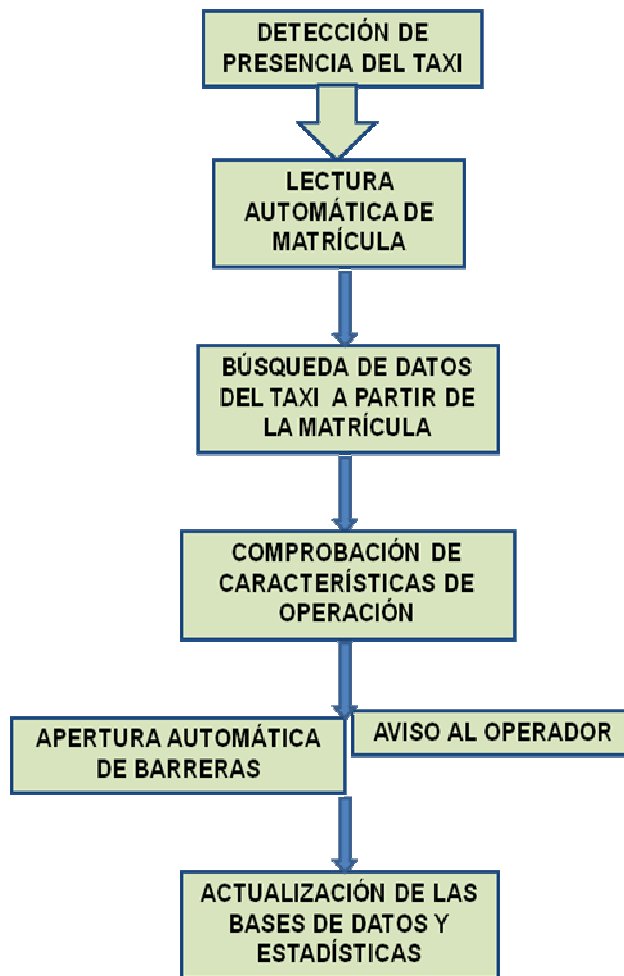 DETECCIÓN DE
PRESENCIA DEL TAXI
LECTURA
AUTOMÁTICA DE
MATRÍCULA
BÚSQUEDA DE DATOS
DEL TAXI A PARTIR DE
LA MATRÍCULA
COMPROBACIÓN DE
CARACTERÍSTICAS DE
OPERACIÓN
APERTURA AUTOMÁTICA
DE BARRERAS
AVISO AL OPERADOR
ACTUALIZACIÓN DE LAS
BASES DE DATOS Y
ESTADÍSTICAS